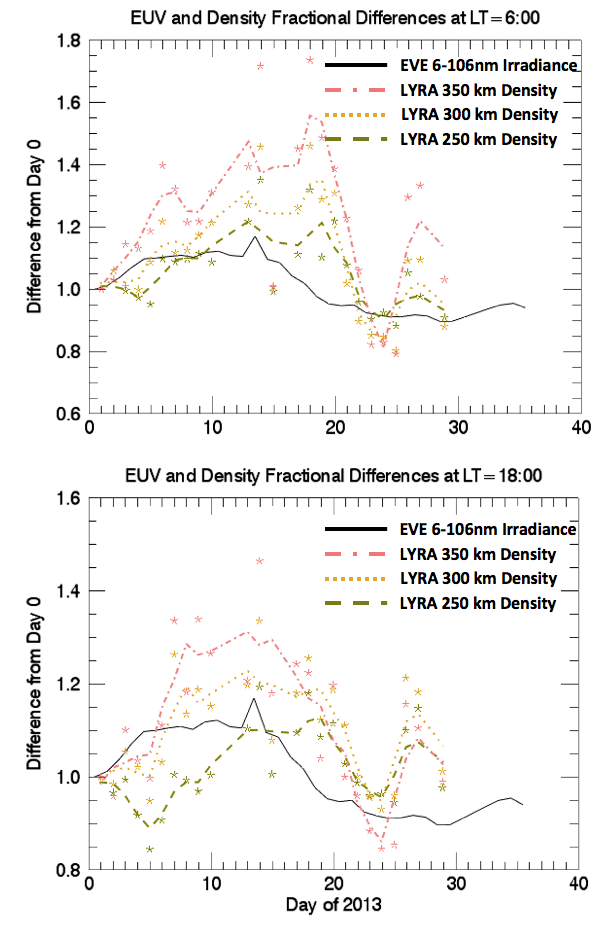 EUV and Density Fractional Differences at LT=6:00
1.8
1.6
1.4
1.2
1.0
0.8
0.6
Difference from Day 0
EVE 6-106nm Irradiance
LYRA 350 km Density
LYRA 300 km Density
LYRA 250 km Density
0 10 20 30 40
EUV and Density Fractional Differences at LT=18:00
1.6
1.4
1.2
1.0
0.8
Difference from Day 0
EVE 6-106nm Irradiance
LYRA 350 km Density
LYRA 300 km Density
LYRA 250 km Density
0 10 20 30 40
Day of 2013